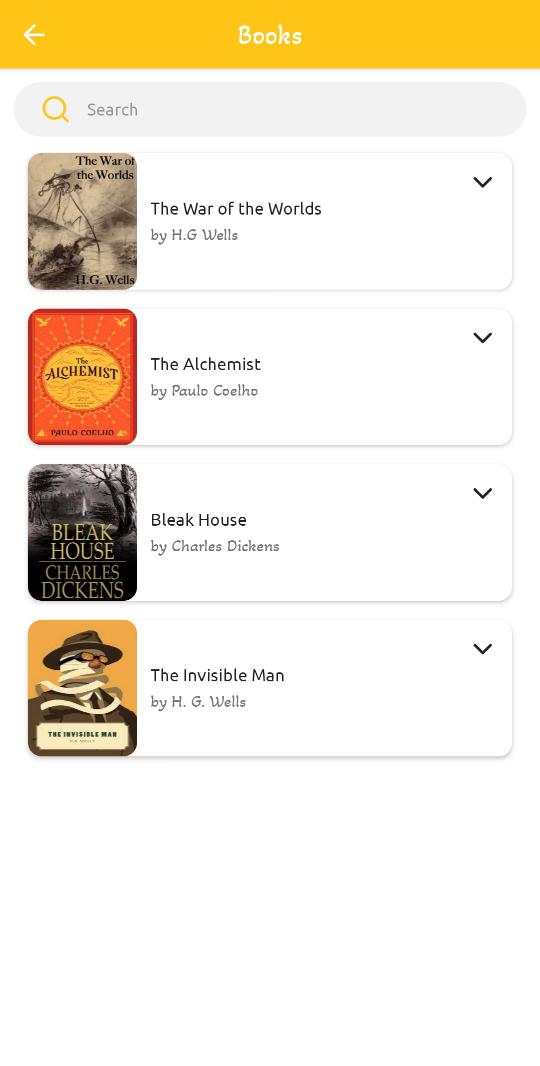 Books
Search
The War of
the Worlds
H.G. Wells
The War of the Worlds
by H.G Wells
The
ALCHEMIST
PAULO COELHO
The Alchemist
by Paulo Coelho
BLEAK
HOUSE
CHARLES
DICKENS
Bleak House
by Charles Dickens
THE INVISIBLE MAN
The Invisible Man
by H. G. Wells